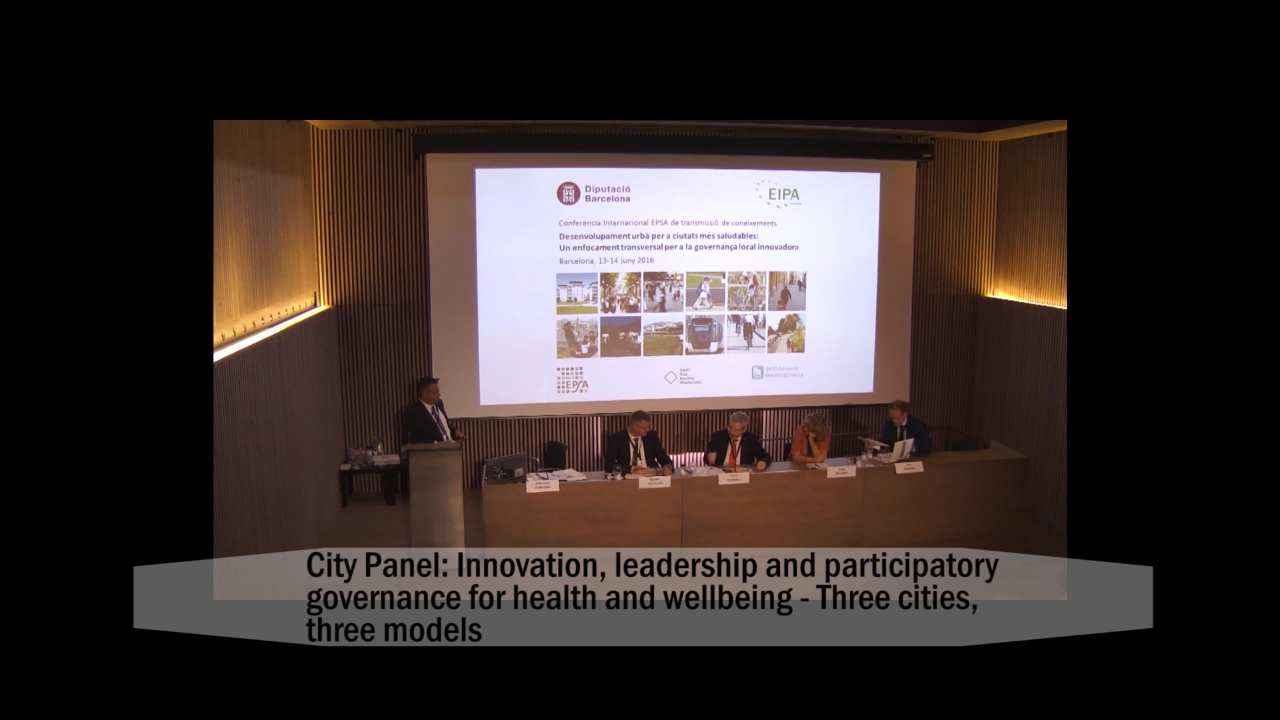 Diputació
Barcelona
EIPA
Conferència Internacional EPSA de transmissió de coneixements
Desenvolupament urbà per a ciutats més saludables:
Un enfocament transversal per a la governança local innovadora
Barcelona, 13-14 juny 2016
EPSA
City Panel: Innovation, leadership and participatory
governance for health and wellbeing - Three cities,
three models